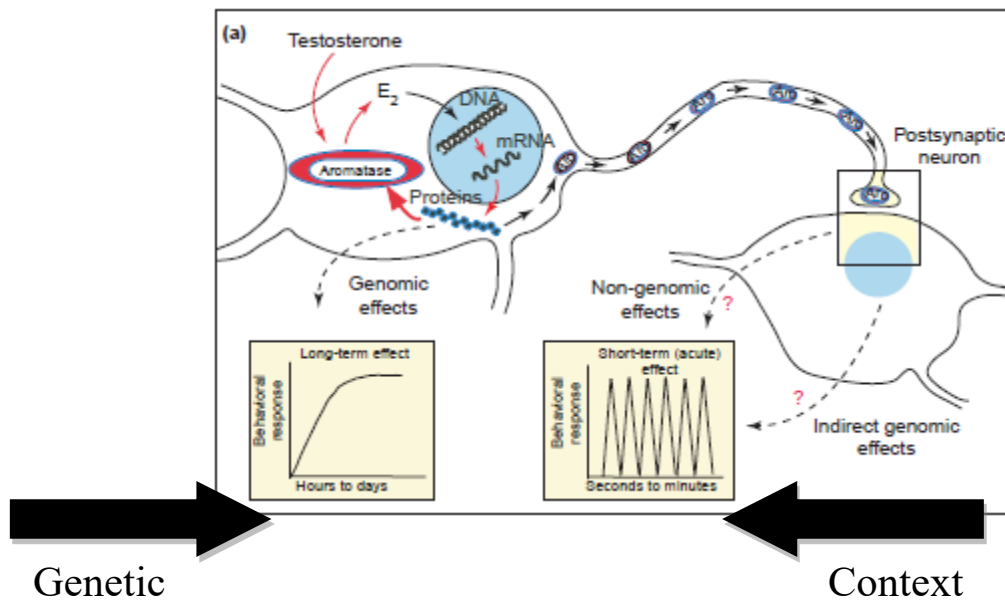 (a)
Testosterone
E2
DNA
mRNA
Aromatase
Proteins
Postsynaptic
neuron
Genomic
effects
Non-genomic
effects
?
?
Indirect genomic
effects
Long-term effect
Behavioral
response
Hours to days
Short-term (acute)
effect
Behavioral
response
Seconds to minutes
Genetic
Context